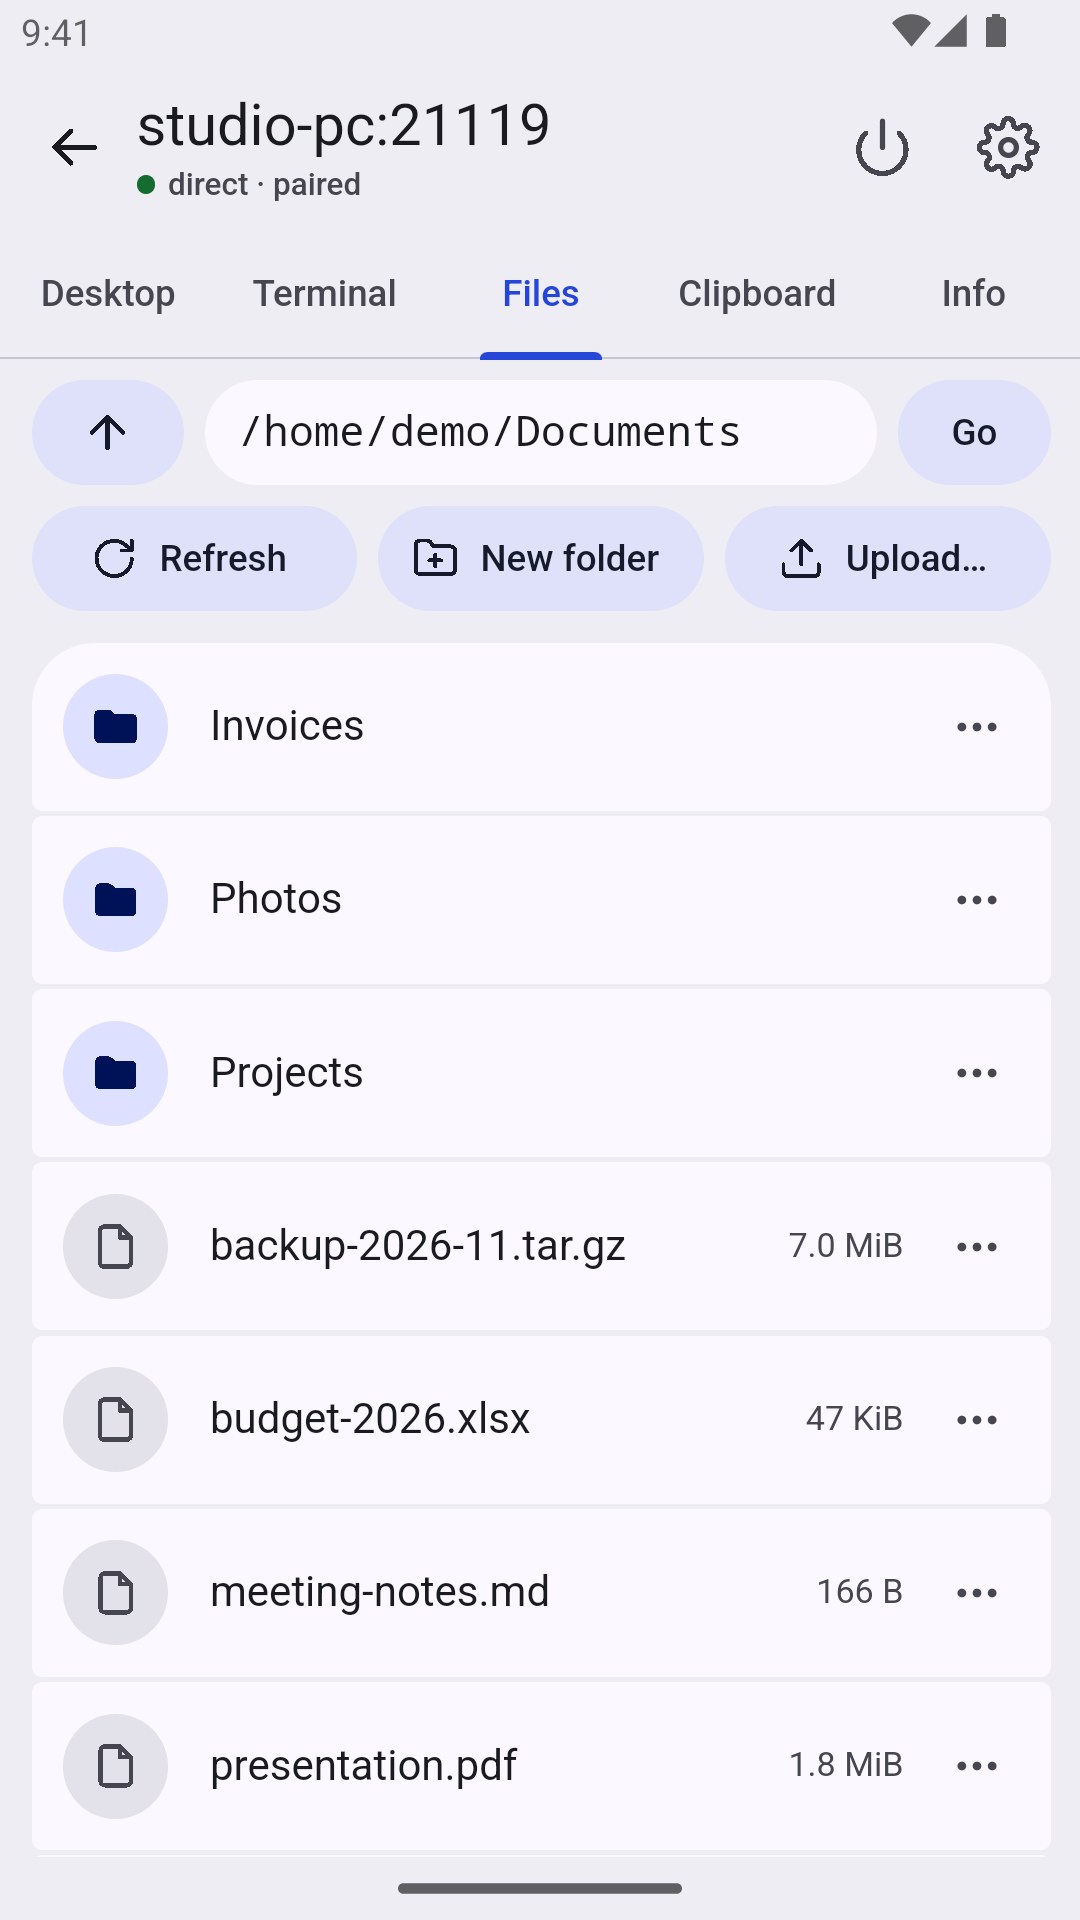 9:41
studio-pc:21119
direct · paired
Desktop Terminal Files Clipboard Info
/home/demo/Documents Go
Refresh New folder Upload…
Invoices
Photos
Projects
backup-2026-11.tar.gz 7.0 MiB
budget-2026.xlsx 47 KiB
meeting-notes.md 166 B
presentation.pdf 1.8 MiB